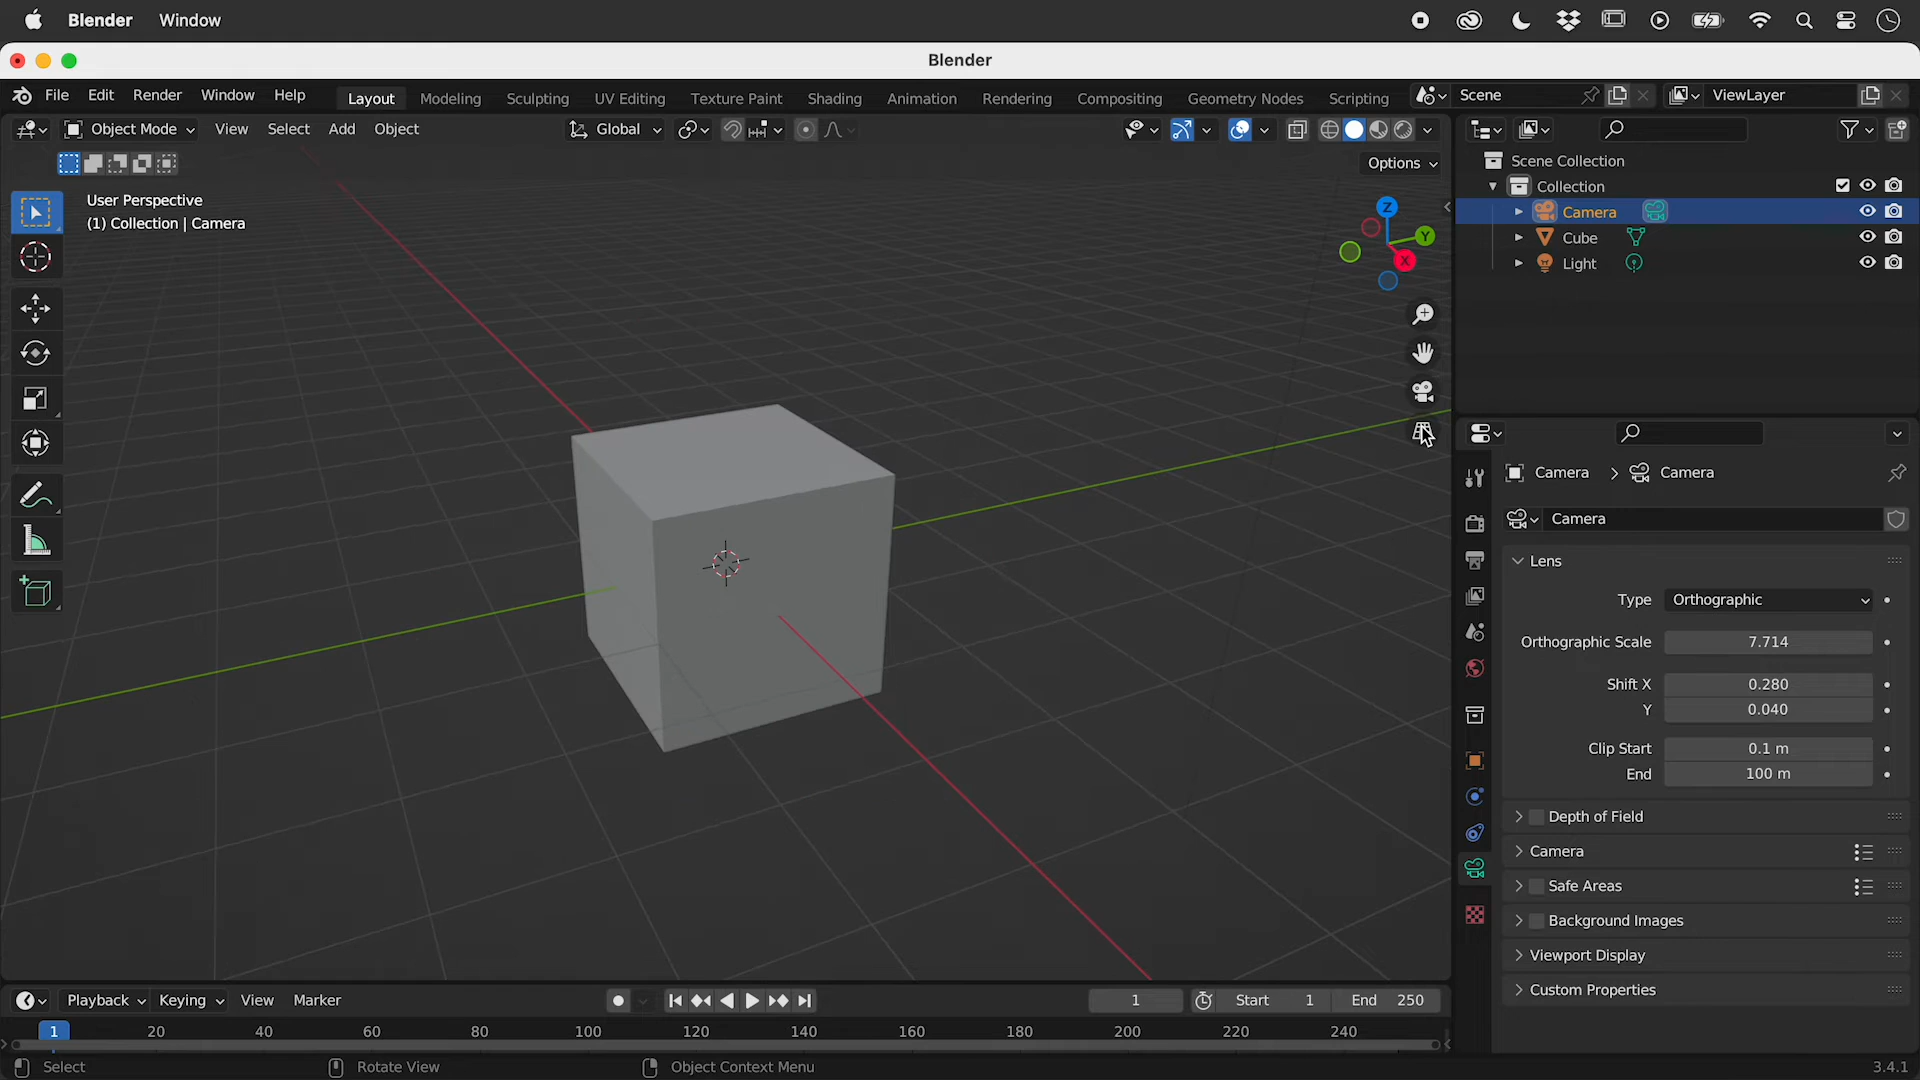 Blender Window
Blender
File Edit Render Window Help Layout Modeling Sculpting UV Editing Texture Paint Shading Animation Rendering Compositing Geometry Nodes Scripting Scene ViewLayer
Object Mode View Select Add Object Global
Options
User Perspective
(1) Collection | Camera
Z
Y
X
Scene Collection
Collection
Camera
Cube
Light
Camera > Camera
Camera
Lens
Type Orthographic
Orthographic Scale 7.714
Shift X 0.280
Y 0.040
Clip Start 0.1 m
End 100 m
Depth of Field
Camera
Safe Areas
Background Images
Viewport Display
Custom Properties
Playback Keying View Marker 1 Start 1 End 250
1 20 40 60 80 100 120 140 160 180 200 220 240
Select Rotate View Object Context Menu 3.4.1